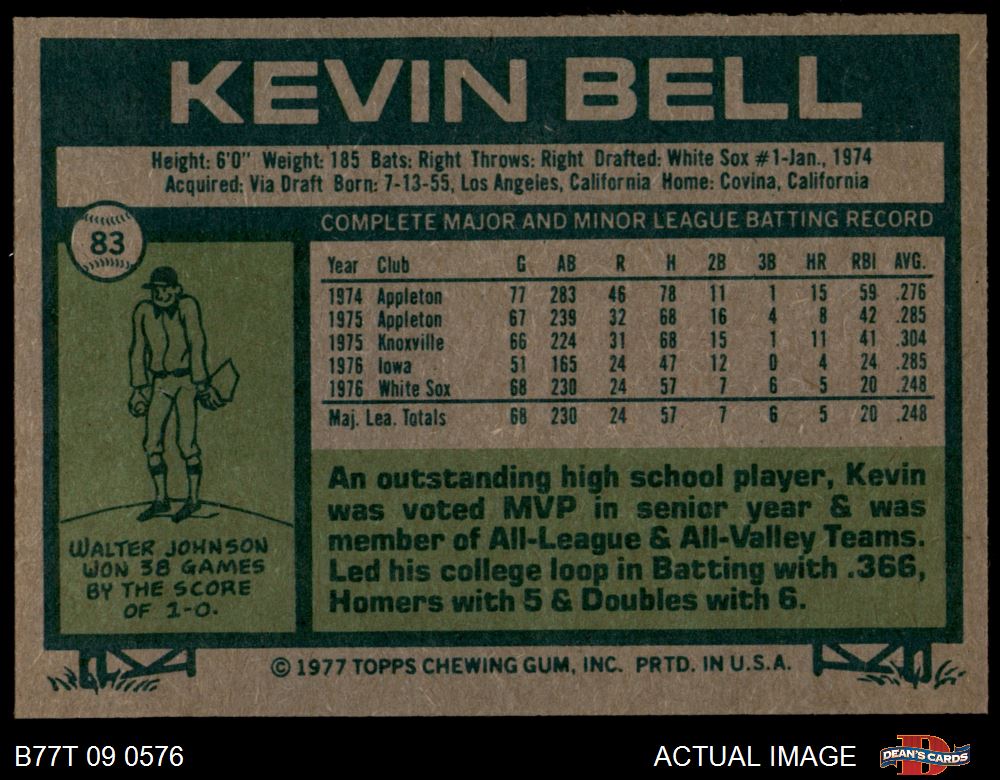 KEVIN BELL
Height: 6'0" Weight: 185 Bats: Right Throws: Right Drafted: White Sox #1-Jan., 1974
Acquired: Via Draft Born: 7-13-55, Los Angeles, California Home: Covina, California
83
COMPLETE MAJOR AND MINOR LEAGUE BATTING RECORD
Year Club G AB R H 2B 3B HR RBI AVG.
1974 Appleton 77 283 46 78 11 1 15 59 .276
1975 Appleton 67 239 32 68 16 4 8 42 .285
1975 Knoxville 66 224 31 68 15 1 11 41 .304
1976 Iowa 51 165 24 47 12 0 4 24 .285
1976 White Sox 68 230 24 57 7 6 5 20 .248
Maj. Lea. Totals 68 230 24 57 7 6 5 20 .248
WALTER JOHNSON
WON 38 GAMES
BY THE SCORE
OF 1-0.
An outstanding high school player, Kevin
was voted MVP in senior year & was
member of All-League & All-Valley Teams.
Led his college loop in Batting with .366,
Homers with 5 & Doubles with 6.
© 1977 TOPPS CHEWING GUM, INC. PRTD. IN U.S.A.
B77T 09 0576
ACTUAL IMAGE
DEAN'S CARDS